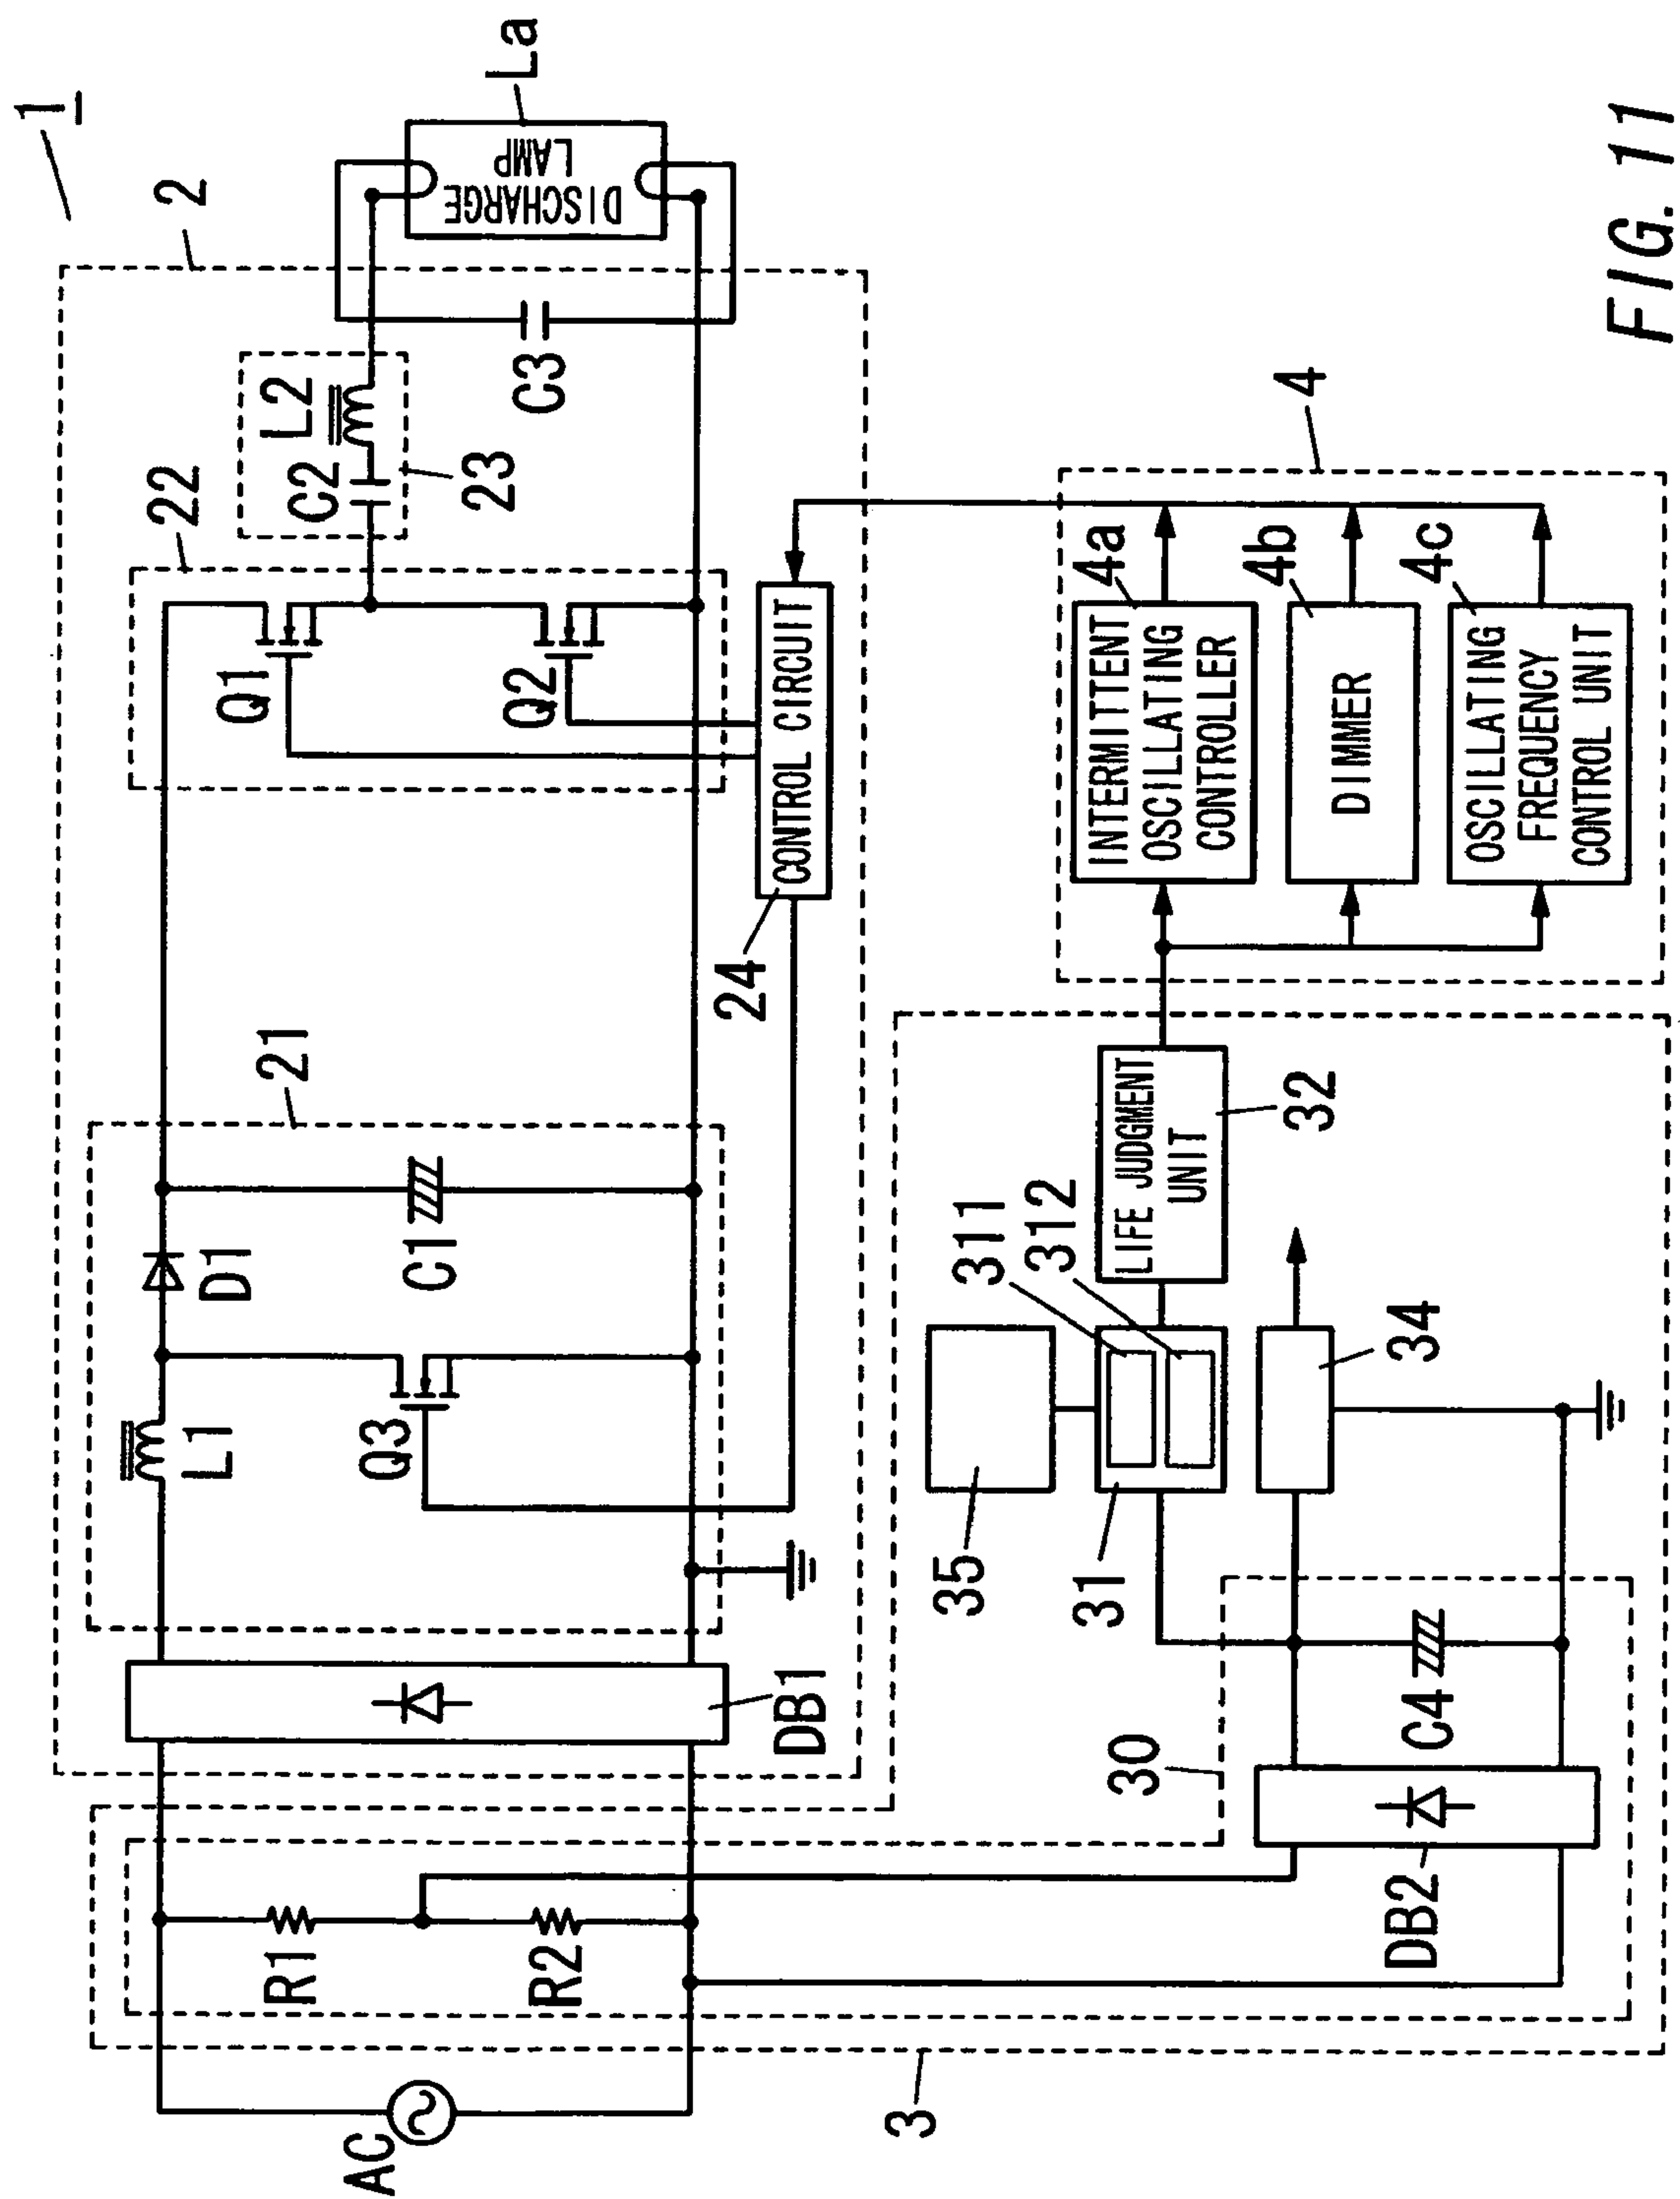 1
2
22
L2
C2
23
C3
La
DISCHARGE
LAMP
21
L1
D1
Q1
Q3
C1
Q2
DB1
24
CONTROL CIRCUIT
AC
R1
R2
3
30
35
311
312
31
LIFE JUDGMENT
UNIT
32
34
C4
DB2
4
INTERMITTENT
OSCILLATING
CONTROLLER
4a
DIMMER
4b
OSCILLATING
FREQUENCY
CONTROL UNIT
4c
FIG. 11